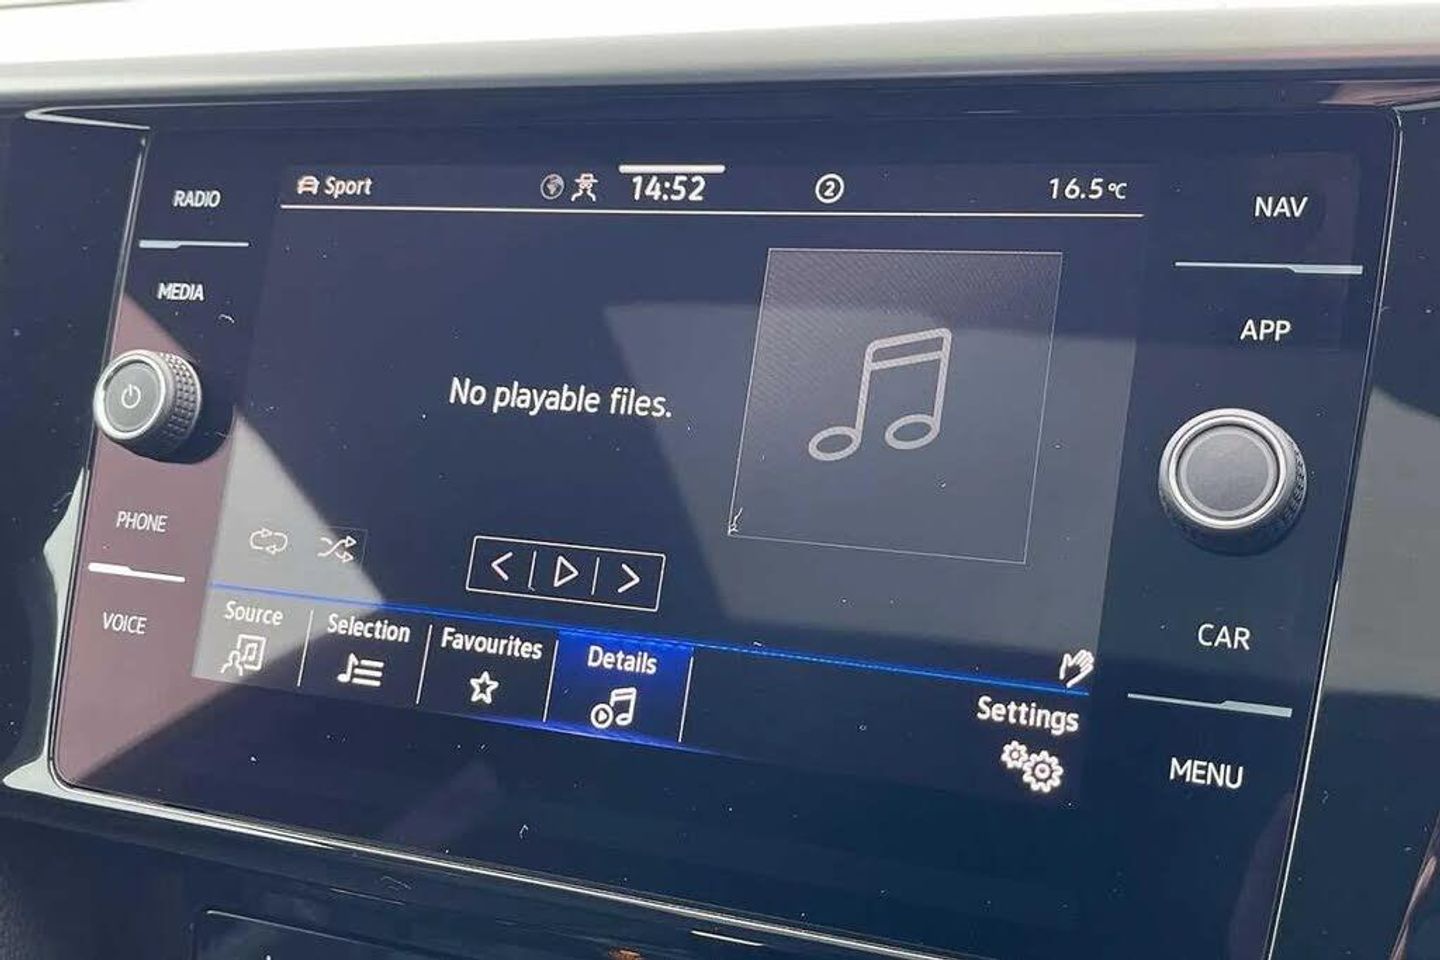 RADIO
MEDIA
PHONE
VOICE
Sport
14:52
2
16.5°C
No playable files.
Source
Selection
Favourites
Details
Settings
NAV
APP
CAR
MENU